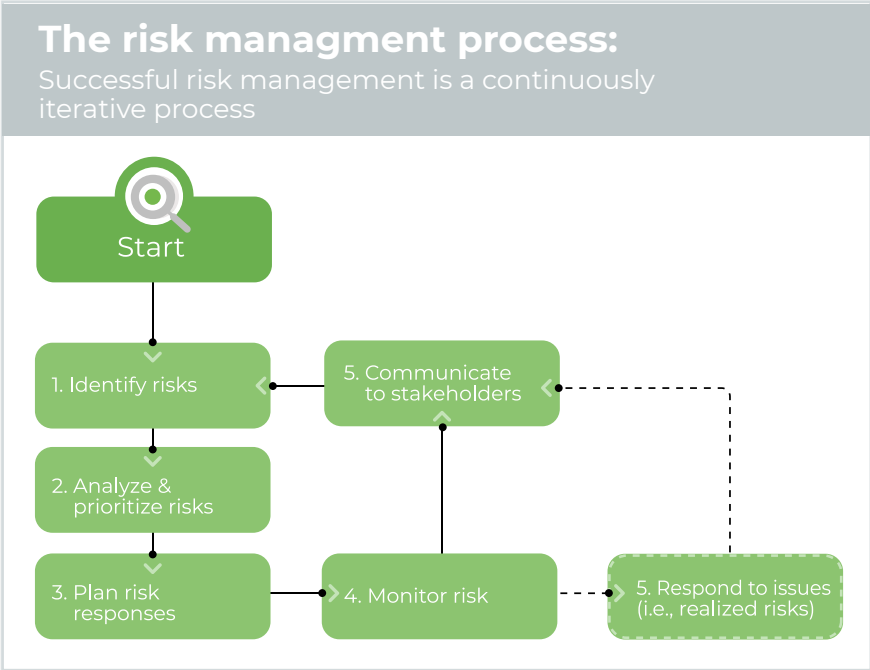 The risk managment process:
Successful risk management is a continuously
iterative process
Start
1. Identify risks
5. Communicate
to stakeholders
2. Analyze &
prioritize risks
3. Plan risk
responses
4. Monitor risk
5. Respond to issues
(i.e., realized risks)